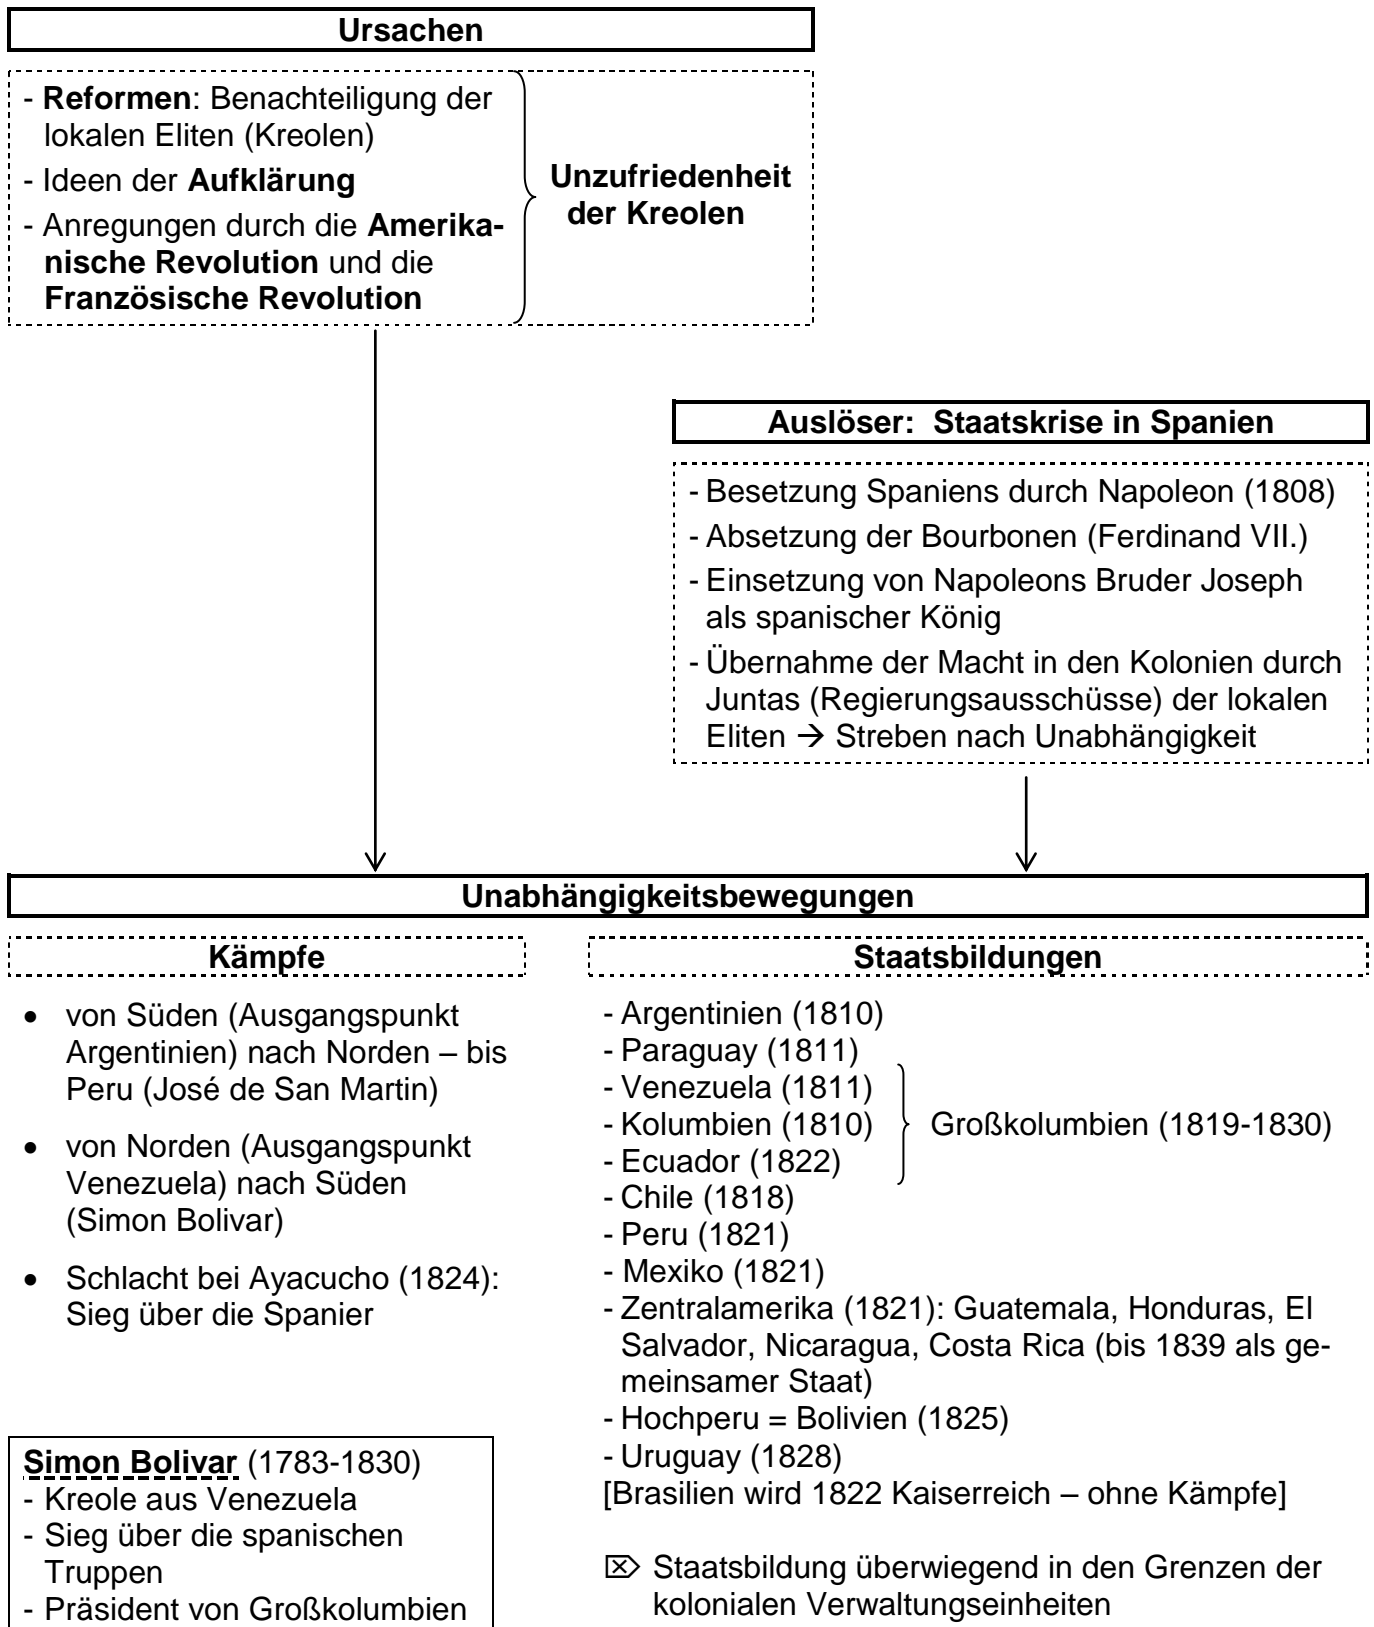 Ursachen
- Reformen: Benachteiligung der
lokalen Eliten (Kreolen)
- Ideen der Aufklärung
- Anregungen durch die Amerika-
nische Revolution und die
Französische Revolution
Unzufriedenheit
der Kreolen
Auslöser: Staatskrise in Spanien
- Besetzung Spaniens durch Napoleon (1808)
- Absetzung der Bourbonen (Ferdinand VII.)
- Einsetzung von Napoleons Bruder Joseph
als spanischer König
- Übernahme der Macht in den Kolonien durch
Juntas (Regierungsausschüsse) der lokalen
Eliten → Streben nach Unabhängigkeit
Unabhängigkeitsbewegungen
Kämpfe
• von Süden (Ausgangspunkt
Argentinien) nach Norden – bis
Peru (José de San Martin)
• von Norden (Ausgangspunkt
Venezuela) nach Süden
(Simon Bolivar)
• Schlacht bei Ayacucho (1824):
Sieg über die Spanier
Simon Bolivar (1783-1830)
- Kreole aus Venezuela
- Sieg über die spanischen
Truppen
- Präsident von Großkolumbien
Staatsbildungen
- Argentinien (1810)
- Paraguay (1811)
- Venezuela (1811)
- Kolumbien (1810)
- Ecuador (1822)
Großkolumbien (1819-1830)
- Chile (1818)
- Peru (1821)
- Mexiko (1821)
- Zentralamerika (1821): Guatemala, Honduras, El
Salvador, Nicaragua, Costa Rica (bis 1839 als ge-
meinsamer Staat)
- Hochperu = Bolivien (1825)
- Uruguay (1828)
[Brasilien wird 1822 Kaiserreich – ohne Kämpfe]
⌦ Staatsbildung überwiegend in den Grenzen der
kolonialen Verwaltungseinheiten